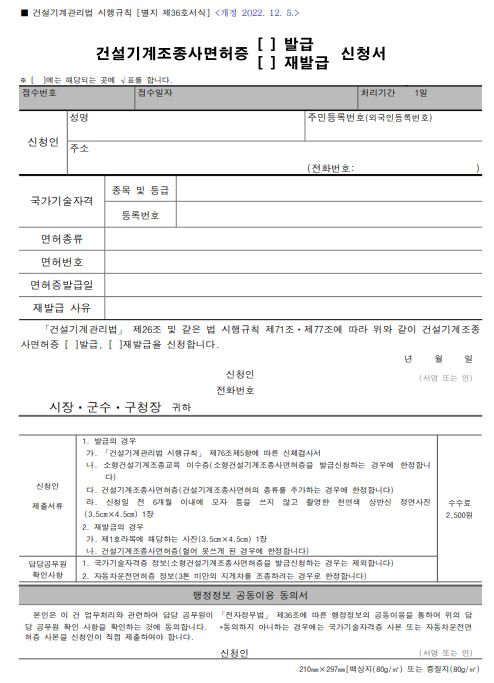 ■ 건설기계관리법 시행규칙 [별지 제36호서식] <개정 2022. 12. 5.>
건설기계조종사면허증 [ ] 발급 [ ] 재발급 신청서
※ [ ]에는 해당되는 곳에 √표를 합니다.
접수번호 접수일자 처리기간 1일
신청인
성명 주민등록번호(외국인등록번호)
주소
(전화번호: )
국가기술자격
종목 및 등급
등록번호
면허종류
면허번호
면허증발급일
재발급 사유
「건설기계관리법」 제26조 및 같은 법 시행규칙 제71조ㆍ제77조에 따라 위와 같이 건설기계조종
사면허증 [ ]발급, [ ]재발급을 신청합니다.
년 월 일
신청인 (서명 또는 인)
전화번호
시장ㆍ군수ㆍ구청장 귀하
신청인
제출서류
1. 발급의 경우
가. 「건설기계관리법 시행규칙」 제76조제5항에 따른 신체검사서
나. 소형건설기계조종교육 이수증(소형건설기계조종사면허증을 발급신청하는 경우에 한정합니
다)
다. 건설기계조종사면허증(건설기계조종사면허의 종류를 추가하는 경우에 한정합니다)
라. 신청일 전 6개월 이내에 모자 등을 쓰지 않고 촬영한 천연색 상반신 정면사진
(3.5㎝×4.5㎝) 1장
2. 재발급의 경우
가. 제1호라목에 해당하는 사진(3.5㎝×4.5㎝) 1장
나. 건설기계조종사면허증(헐어 못쓰게 된 경우에 한정합니다)
수수료
2,500원
담당공무원
확인사항
1. 국가기술자격증 정보(소형건설기계조종사면허증을 발급신청하는 경우는 제외합니다)
2. 자동차운전면허증 정보(3톤 미만의 지게차를 조종하려는 경우로 한정합니다)
행정정보 공동이용 동의서
본인은 이 건 업무처리와 관련하여 담당 공무원이 「전자정부법」 제36조에 따른 행정정보의 공동이용을 통하여 위의 담
당 공무원 확인 사항을 확인하는 것에 동의합니다. *동의하지 아니하는 경우에는 국가기술자격증 사본 또는 자동차운전면
허증 사본을 신청인이 직접 제출하여야 합니다.
신청인 (서명 또는 인)
210㎜×297㎜[백상지(80g/㎡) 또는 중질지(80g/㎡)]